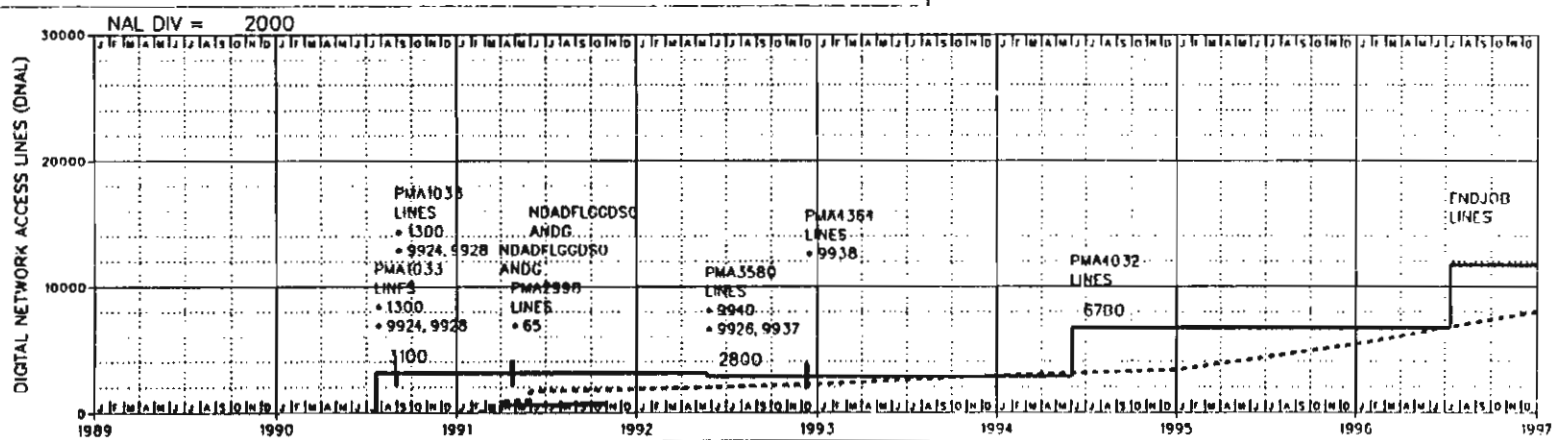 NAL DIV = 2000
DIGITAL NETWORK ACCESS LINES (DNAL)
30000
20000
10000
0
J F M A M J J A S O N D J F M A M J J A S O N D J F M A M J J A S O N D J F M A M J J A S O N D J F M A M J J A S O N D J F M A M J J A S O N D J F M A M J J A S O N D J F M A M J J A S O N D
PMA1033
LINES
• 1300
• 9924, 9928
PMA1033
LINES
• 1300
• 9924, 9928
3100
NDADFLGGDSO
ANDG
NDADFLGGDSO
ANDG
PMA2998
LINES
• 65
PMA3580
LINES
• 9940
• 9926, 9937
2800
PMA4364
LINES
• 9938
PMA4032
LINES
6780
ENDJOB
LINES
J F M A M J J A S O N D J F M A M J J A S O N D J F M A M J J A S O N D J F M A M J J A S O N D J F M A M J J A S O N D J F M A M J J A S O N D J F M A M J J A S O N D J F M A M J J A S O N D
1989 1990 1991 1992 1993 1994 1995 1996 1997